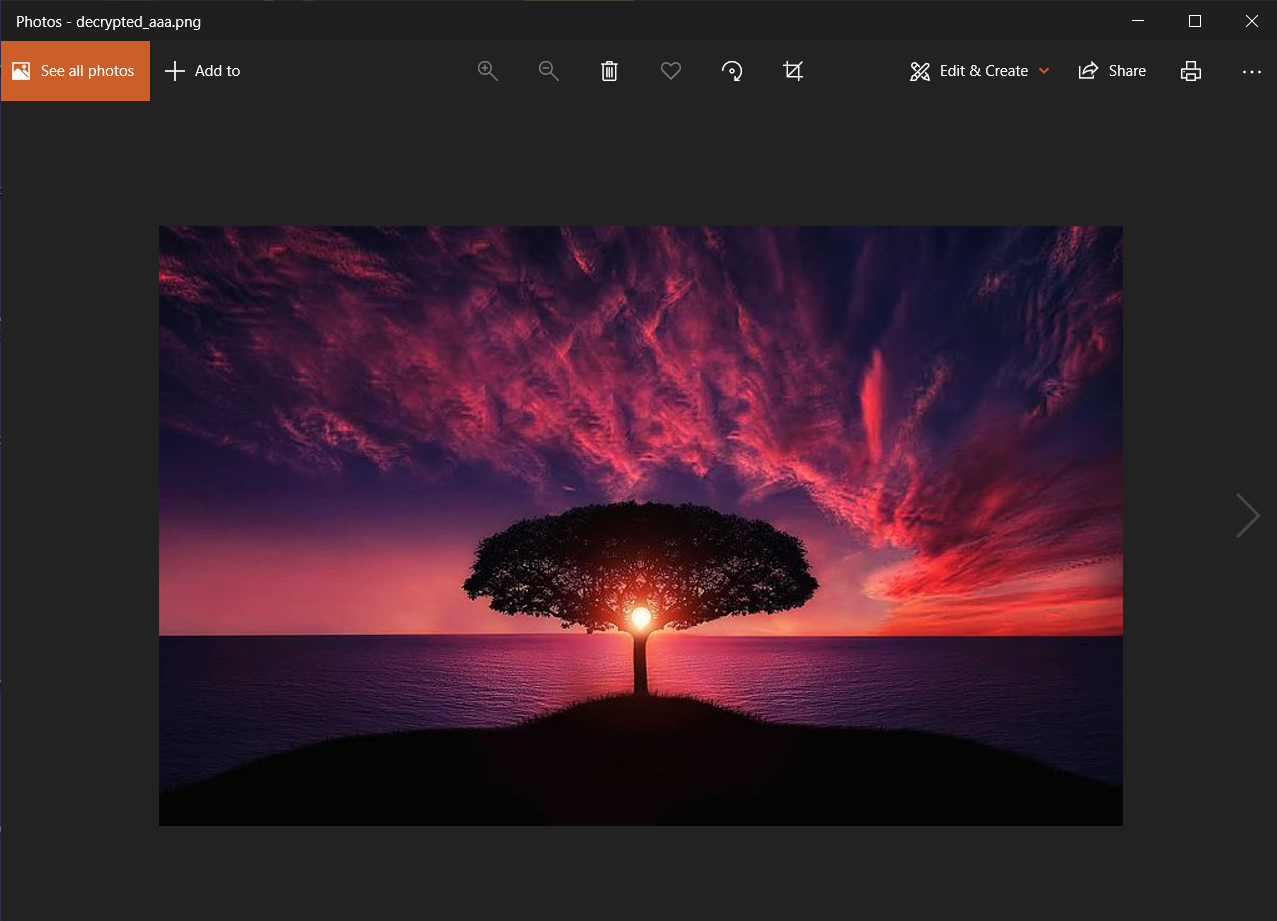 Photos - decrypted_aaa.png
See all photos
Add to
Edit & Create
Share